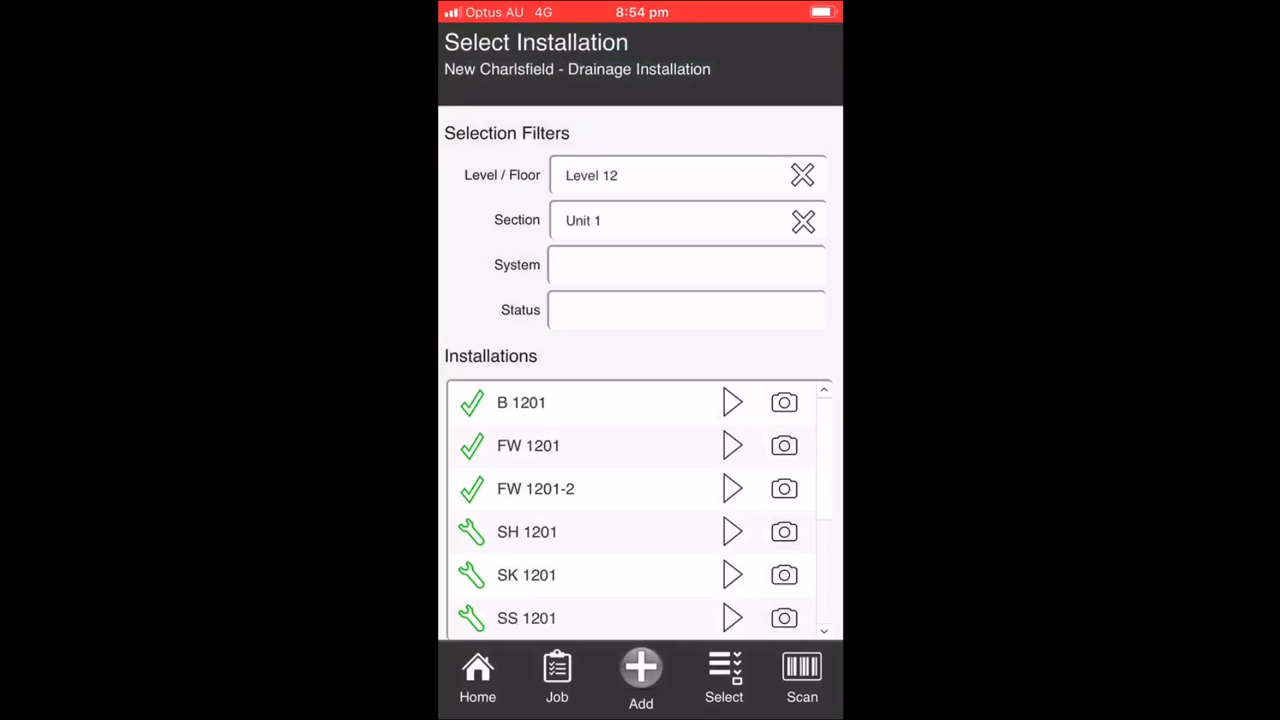 Optus AU 4G 8:54 pm
Select Installation
New Charlsfield - Drainage Installation
Selection Filters
Level / Floor Level 12
Section Unit 1
System
Status
Installations
B 1201
FW 1201
FW 1201-2
SH 1201
SK 1201
SS 1201
Home Job Add Select Scan